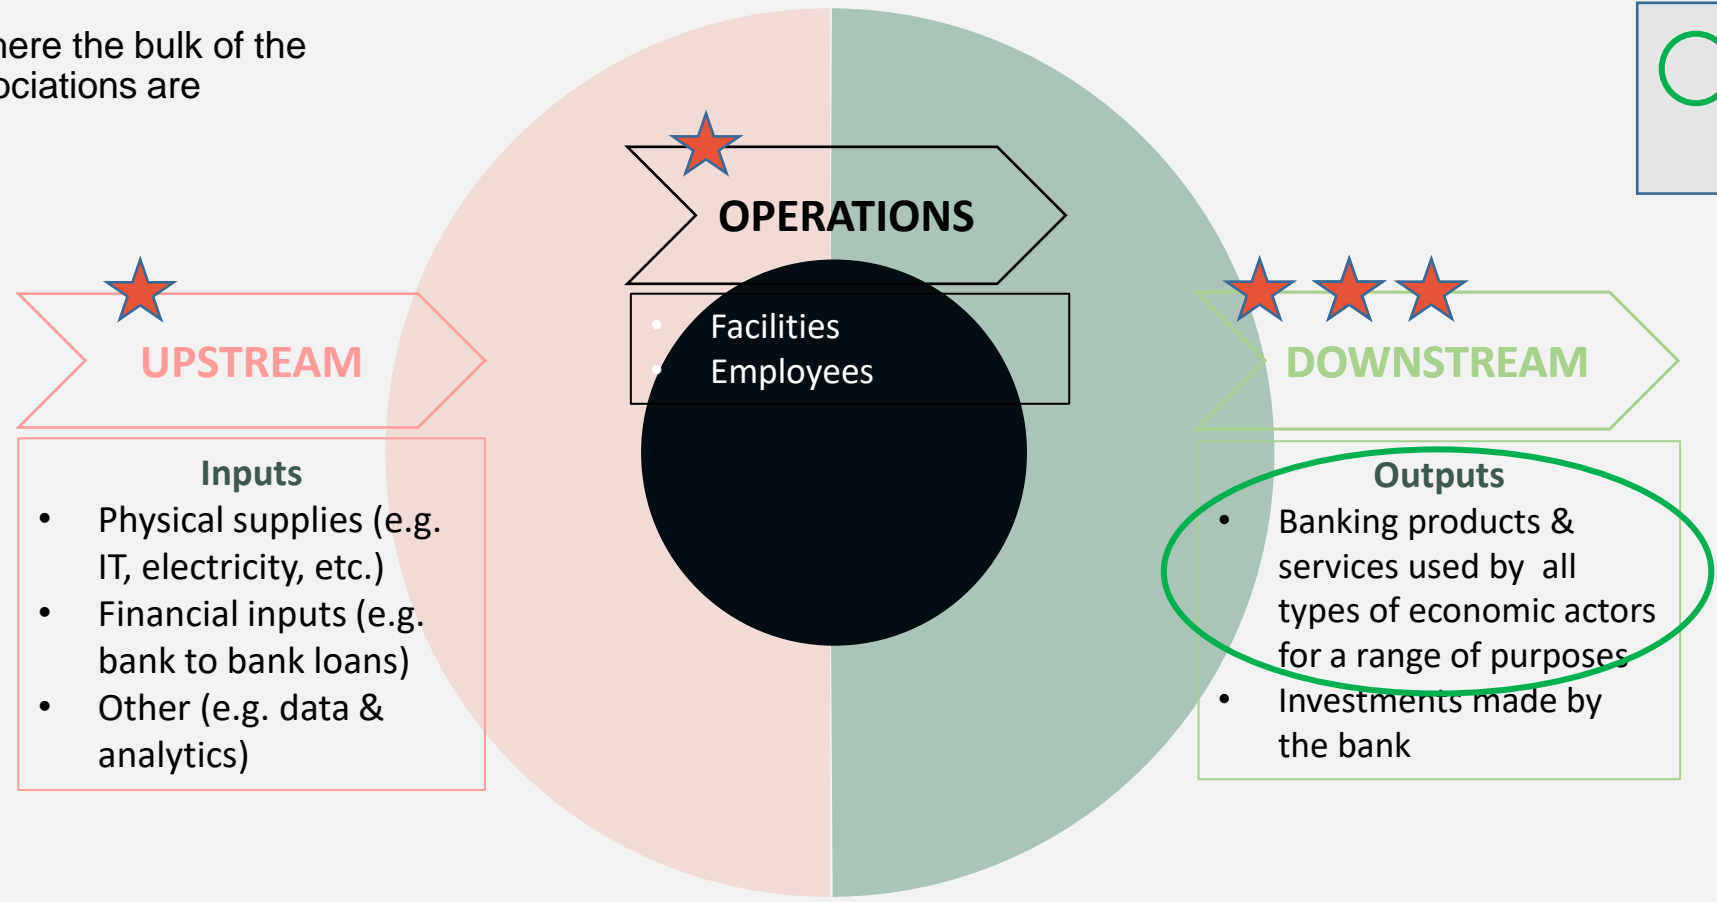 the bulk of the
are
OPERATIONS
• Facilities
• Employees
UPSTREAM
Inputs
• Physical supplies (e.g.
IT, electricity, etc.)
• Financial inputs (e.g.
bank to bank loans)
• Other (e.g. data &
analytics)
DOWNSTREAM
Outputs
• Banking products &
services used by all
types of economic actors
for a range of purposes
• Investments made by
the bank